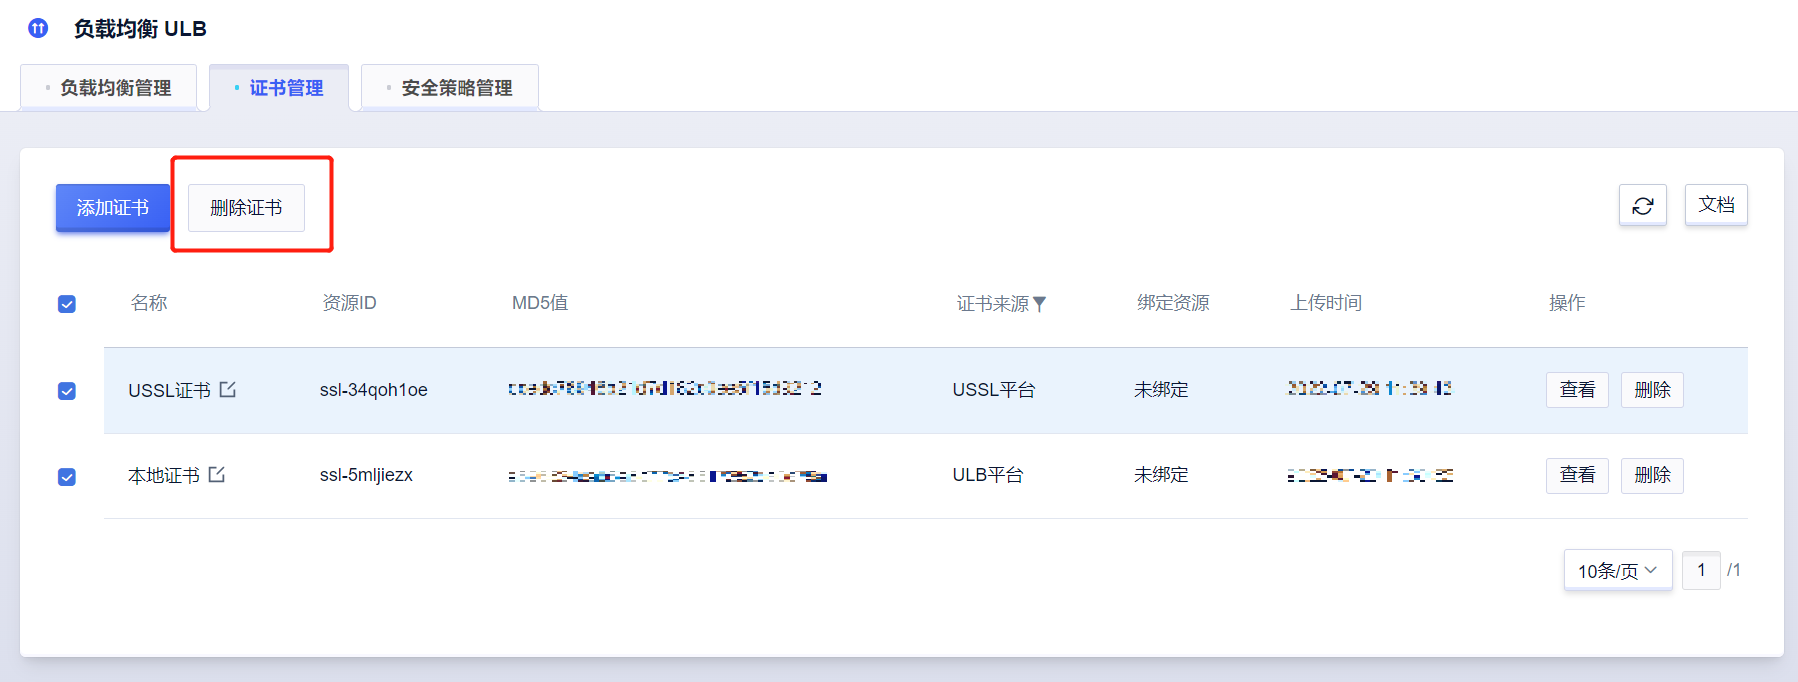 负载均衡 ULB
负载均衡管理 证书管理 安全策略管理
添加证书 删除证书 文档
名称 资源ID MD5值 证书来源 绑定资源 上传时间 操作
USSL证书 ssl-34qoh1oe USSL平台 未绑定 查看 删除
本地证书 ssl-5mljiezx ULB平台 未绑定 查看 删除
10条/页 1 /1